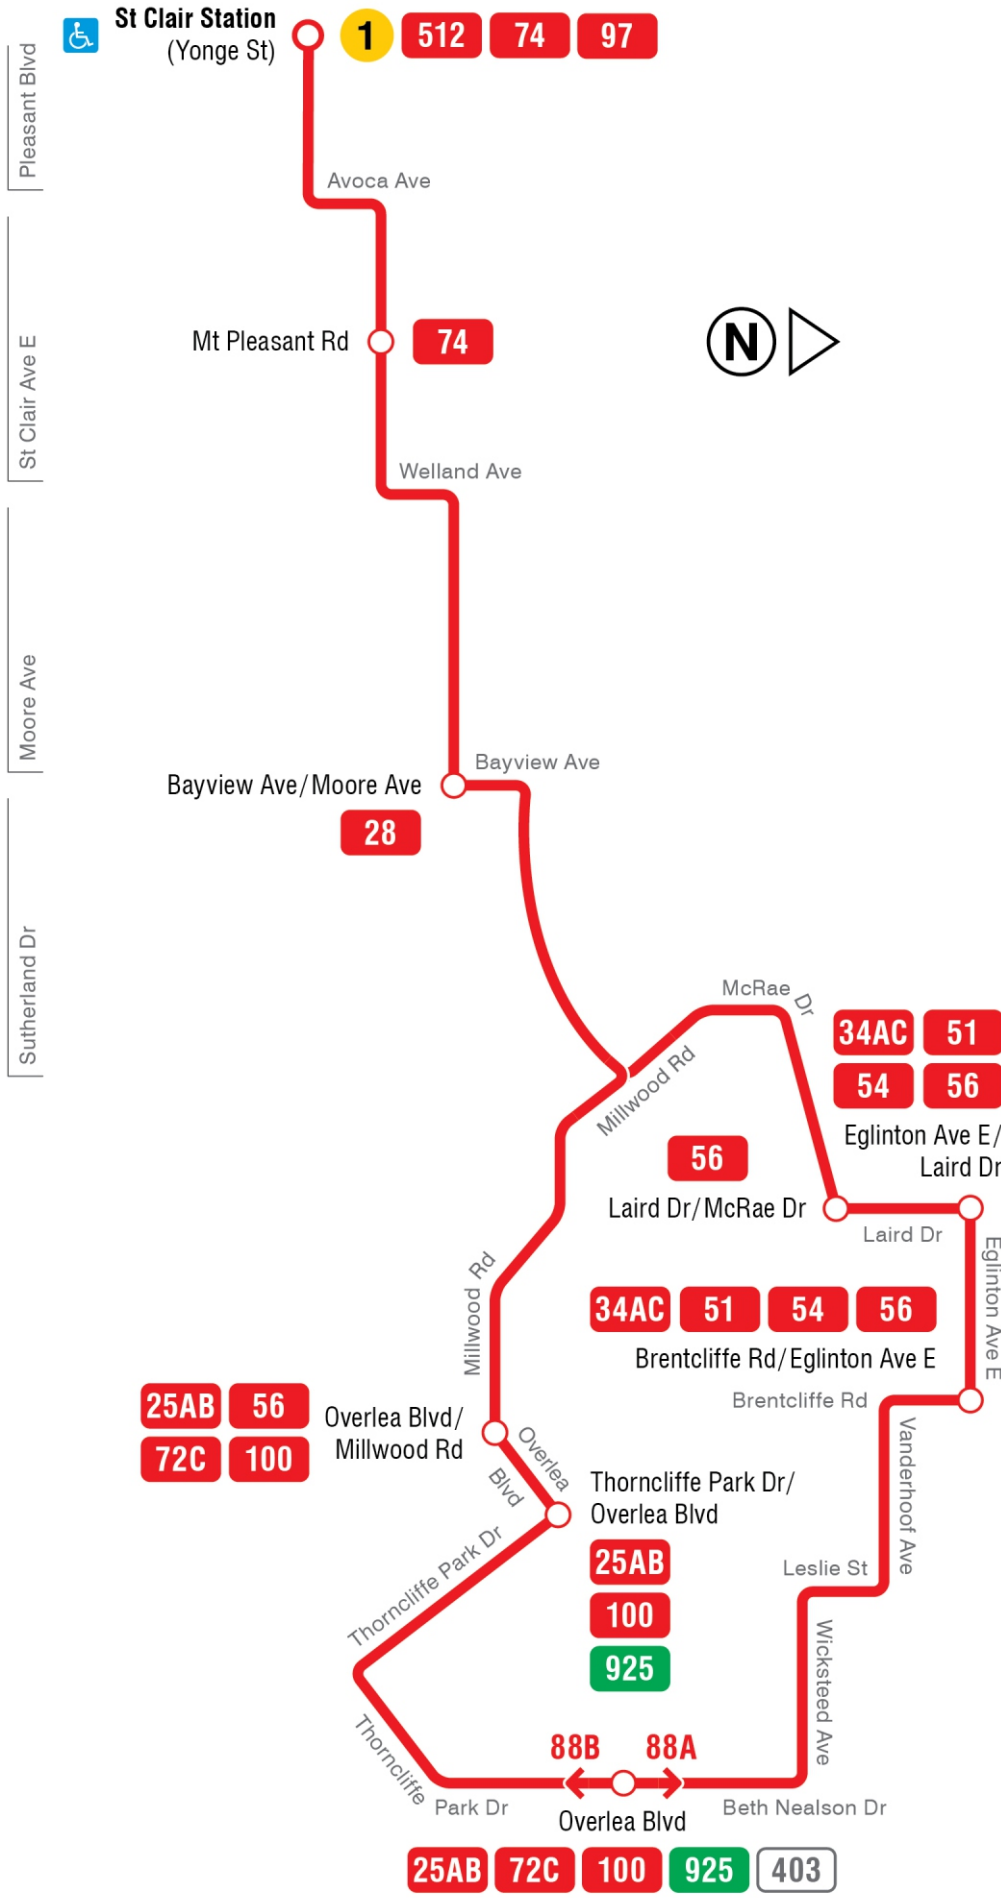 St Clair Station
(Yonge St)
1 512 74 97
Pleasant Blvd
Avoca Ave
St Clair Ave E
Mt Pleasant Rd
74
N
Welland Ave
Moore Ave
Bayview Ave
Bayview Ave/Moore Ave
28
Sutherland Dr
McRae Dr
34AC 51
54 56
Eglinton Ave E/
Laird Dr
Millwood Rd
56
Laird Dr/McRae Dr
Laird Dr
Eglinton Ave E
Millwood Rd
34AC 51 54 56
Brentcliffe Rd/Eglinton Ave E
Brentcliffe Rd
25AB 56
72C 100
Overlea Blvd/
Millwood Rd
Overlea
Blvd
Vanderhoof Ave
Thorncliffe Park Dr/
Overlea Blvd
25AB
100
925
Thorncliffe Park Dr
Leslie St
Wicksteed Ave
Thorncliffe
Park Dr
88B 88A
Overlea Blvd
Beth Nealson Dr
25AB 72C 100 925 403